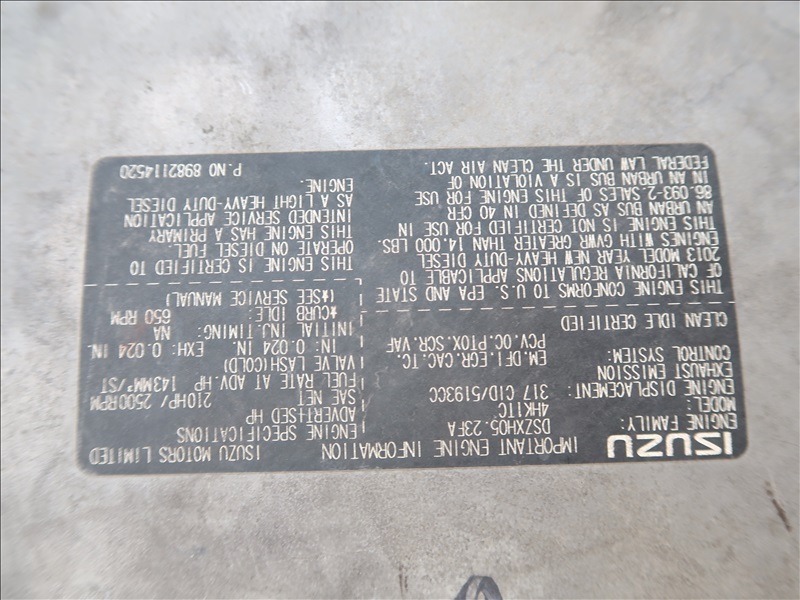 ISUZU IMPORTANT ENGINE INFORMATION ISUZU MOTORS LIMITED
ENGINE FAMILY: DSZXH05.23FA
MODEL: 4HK1TC
ENGINE DISPLACEMENT: 317 CID/5193CC
EXHAUST EMISSION
CONTROL SYSTEM: EM.DFI.EGR.CAC.TC.
PCV.OC.PTOX.SCR.VAF
CLEAN IDLE CERTIFIED
ENGINE SPECIFICATIONS
ADVERTISED HP
SAE NET 210HP/ 2500RPM
FUEL RATE AT ADV.HP 143MM³/ST
VALVE LASH(COLD)
IN: 0.024 IN. EXH: 0.024 IN.
INITIAL INJ.TIMING: NA
*CURB IDLE: 650 RPM
(*SEE SERVICE MANUAL)
THIS ENGINE CONFORMS TO U.S. EPA AND STATE
OF CALIFORNIA REGULATIONS APPLICABLE TO
2013 MODEL YEAR NEW HEAVY-DUTY DIESEL
ENGINES WITH GVWR GREATER THAN 14,000 LBS.
THIS ENGINE IS NOT CERTIFIED FOR USE IN
AN URBAN BUS AS DEFINED IN 40 CFR
86.093-2.SALES OF THIS ENGINE FOR USE
IN AN URBAN BUS IS A VIOLATION OF
FEDERAL LAW UNDER THE CLEAN AIR ACT.
THIS ENGINE IS CERTIFIED TO
OPERATE ON DIESEL FUEL.
THIS ENGINE HAS A PRIMARY
INTENDED SERVICE APPLICATION
AS A LIGHT HEAVY-DUTY DIESEL
ENGINE.
P.NO 8982114520